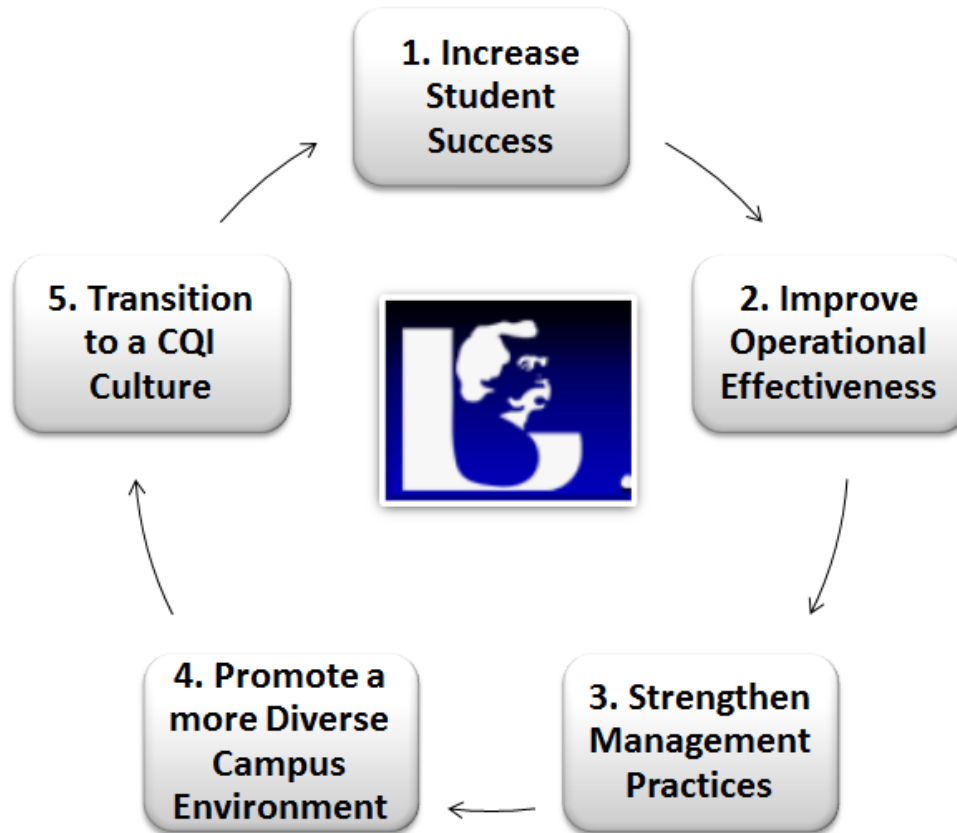 1. Increase
Student
Success
2. Improve
Operational
Effectiveness
3. Strengthen
Management
Practices
4. Promote a
more Diverse
Campus
Environment
5. Transition
to a CQI
Culture
L.